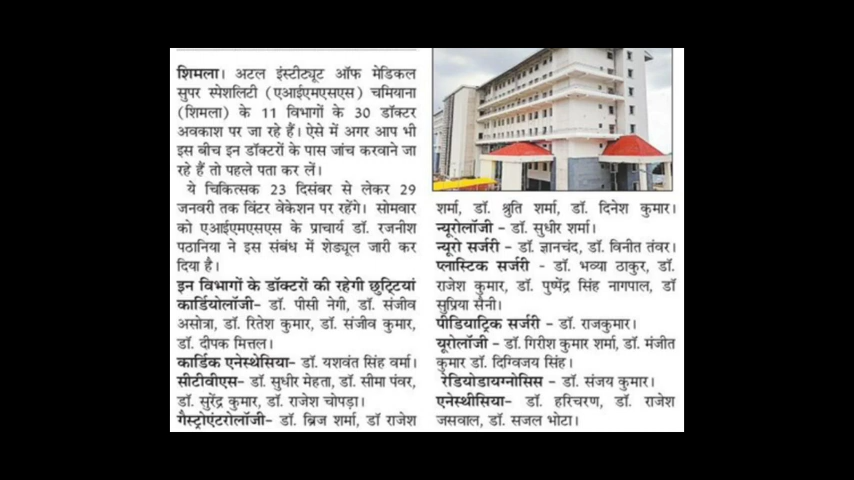 शिमला। अटल इंस्टीट्यूट ऑफ मेडिकल
सुपर स्पेशलिटी (एआईएमएसएस) चमियाना
(शिमला) के 11 विभागों के 30 डॉक्टर
अवकाश पर जा रहे हैं। ऐसे में अगर आप भी
इस बीच इन डॉक्टरों के पास जांच करवाने जा
रहे हैं तो पहले पता कर लें।
ये चिकित्सक 23 दिसंबर से लेकर 29
जनवरी तक विंटर वेकेशन पर रहेंगे। सोमवार
को एआईएमएसएस के प्राचार्य डॉ. रजनीश
पठानिया ने इस संबंध में शेड्यूल जारी कर
दिया है।
इन विभागों के डॉक्टरों की रहेगी छुट्टियां
कार्डियोलॉजी- डॉ. पीसी नेगी, डॉ. संजीव
असोत्रा, डॉ. रितेश कुमार, डॉ. संजीव कुमार,
डॉ. दीपक मित्तल।
कार्डिक एनेस्थेसिया- डॉ. यशवंत सिंह वर्मा।
सीटीवीएस- डॉ. सुधीर मेहता, डॉ. सीमा पंवर,
डॉ. सुरेंद्र कुमार, डॉ. राजेश चोपड़ा।
गैस्ट्रोएंटरोलॉजी- डॉ. ब्रिज शर्मा, डॉ राजेश
शर्मा, डॉ. श्रुति शर्मा, डॉ. दिनेश कुमार।
न्यूरोलॉजी - डॉ. सुधीर शर्मा।
न्यूरो सर्जरी - डॉ. ज्ञानचंद, डॉ. विनीत तंवर।
प्लास्टिक सर्जरी - डॉ. भव्या ठाकुर, डॉ.
राजेश कुमार, डॉ. पुष्पेंद्र सिंह नागपाल, डॉ
सुप्रिया सैनी।
पीडियाट्रिक सर्जरी - डॉ. राजकुमार।
यूरोलॉजी - डॉ. गिरीश कुमार शर्मा, डॉ. मंजीत
कुमार डॉ. दिग्विजय सिंह।
रेडियोडायग्नोसिस - डॉ. संजय कुमार।
एनेस्थीसिया- डॉ. हरिचरण, डॉ. राजेश
जसवाल, डॉ. सजल भोटा।